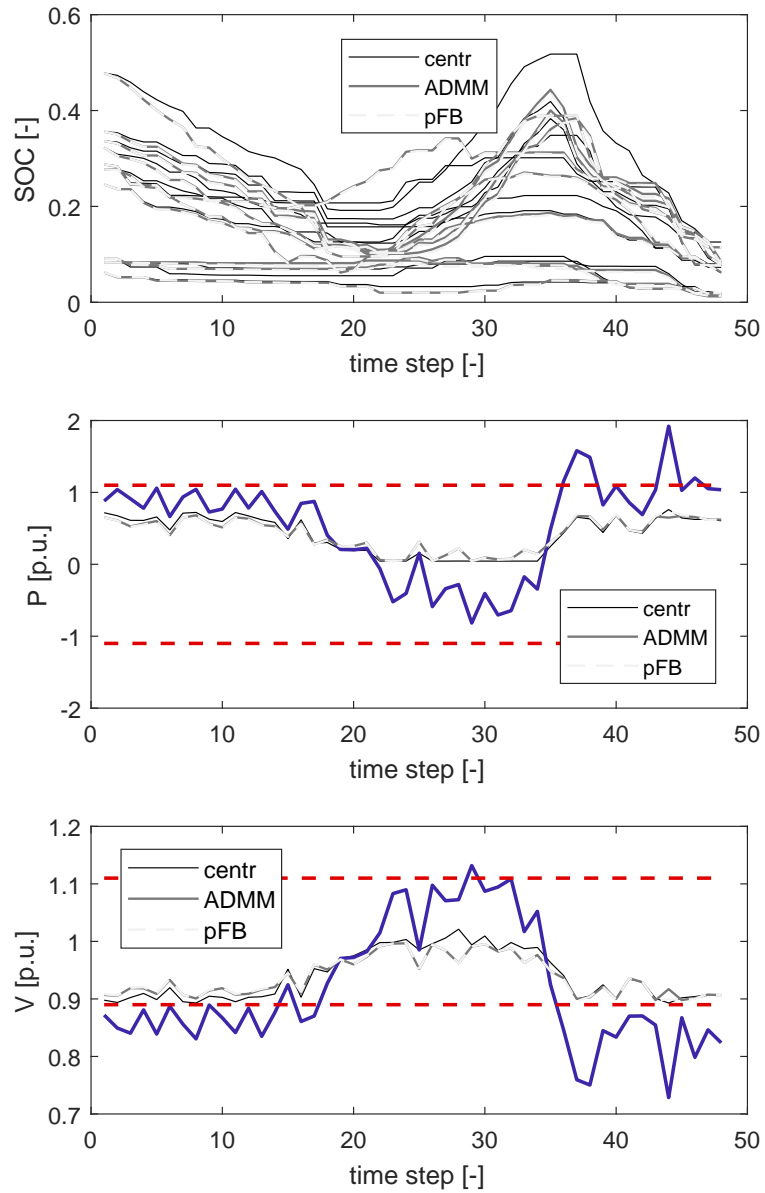 0.6
0.4
0.2
0
SOC [-]
centr
ADMM
pFB
0 10 20 30 40 50
time step [-]
2
1
0
-1
-2
P [p.u.]
centr
ADMM
pFB
0 10 20 30 40 50
time step [-]
1.2
1.1
1
0.9
0.8
0.7
V [p.u.]
centr
ADMM
pFB
0 10 20 30 40 50
time step [-]